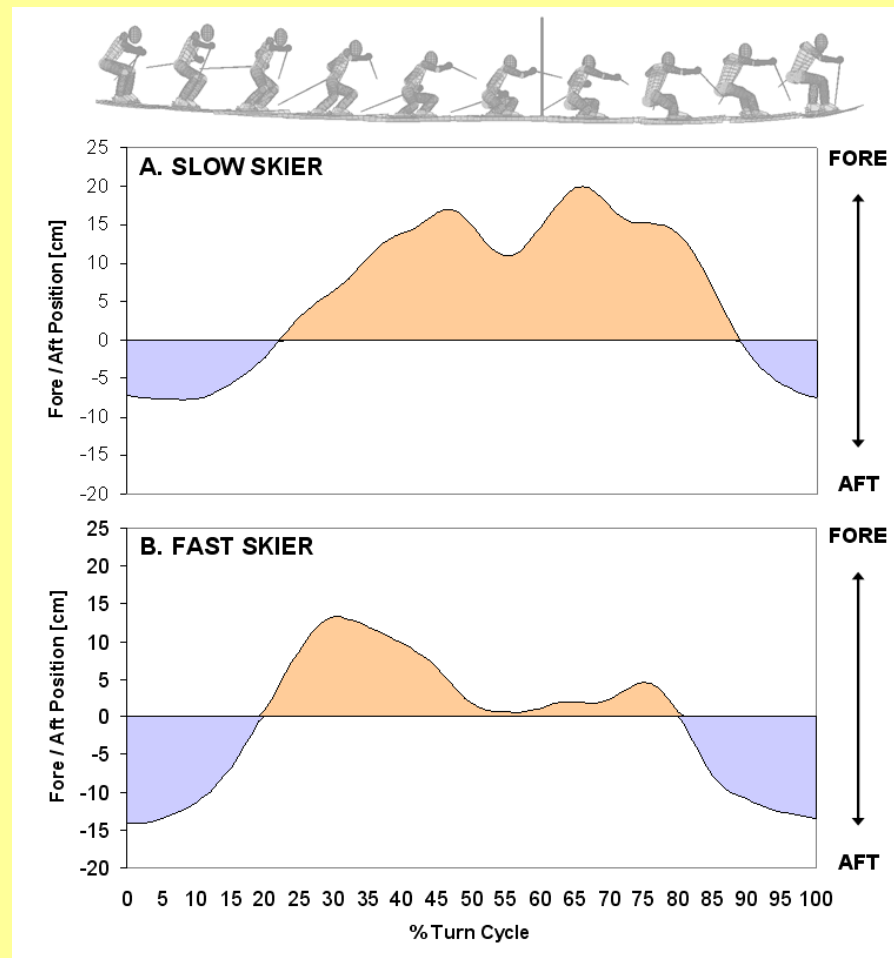 A. SLOW SKIER
FORE
25
20
15
10
5
0
-5
-10
-15
-20
Fore / Aft Position [cm]
AFT
B. FAST SKIER
FORE
25
20
15
10
5
0
-5
-10
-15
-20
Fore / Aft Position [cm]
AFT
0 5 10 15 20 30 35 40 45 50 55 60 65 70 75 80 90 95 100
% Turn Cycle